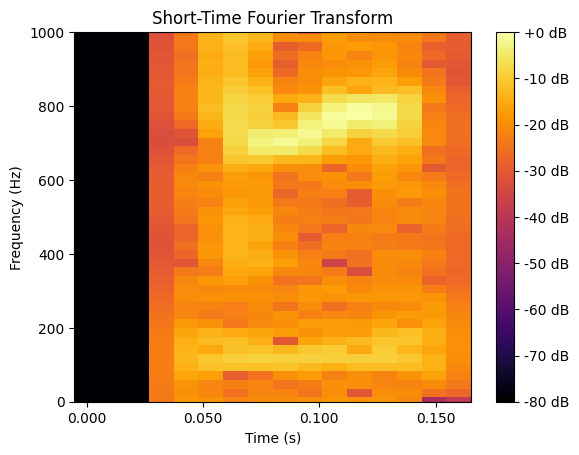 Short-Time Fourier Transform
1000
800
600
400
200
0
Frequency (Hz)
0.000
0.050
0.100
0.150
Time (s)
+0 dB
-10 dB
-20 dB
-30 dB
-40 dB
-50 dB
-60 dB
-70 dB
-80 dB